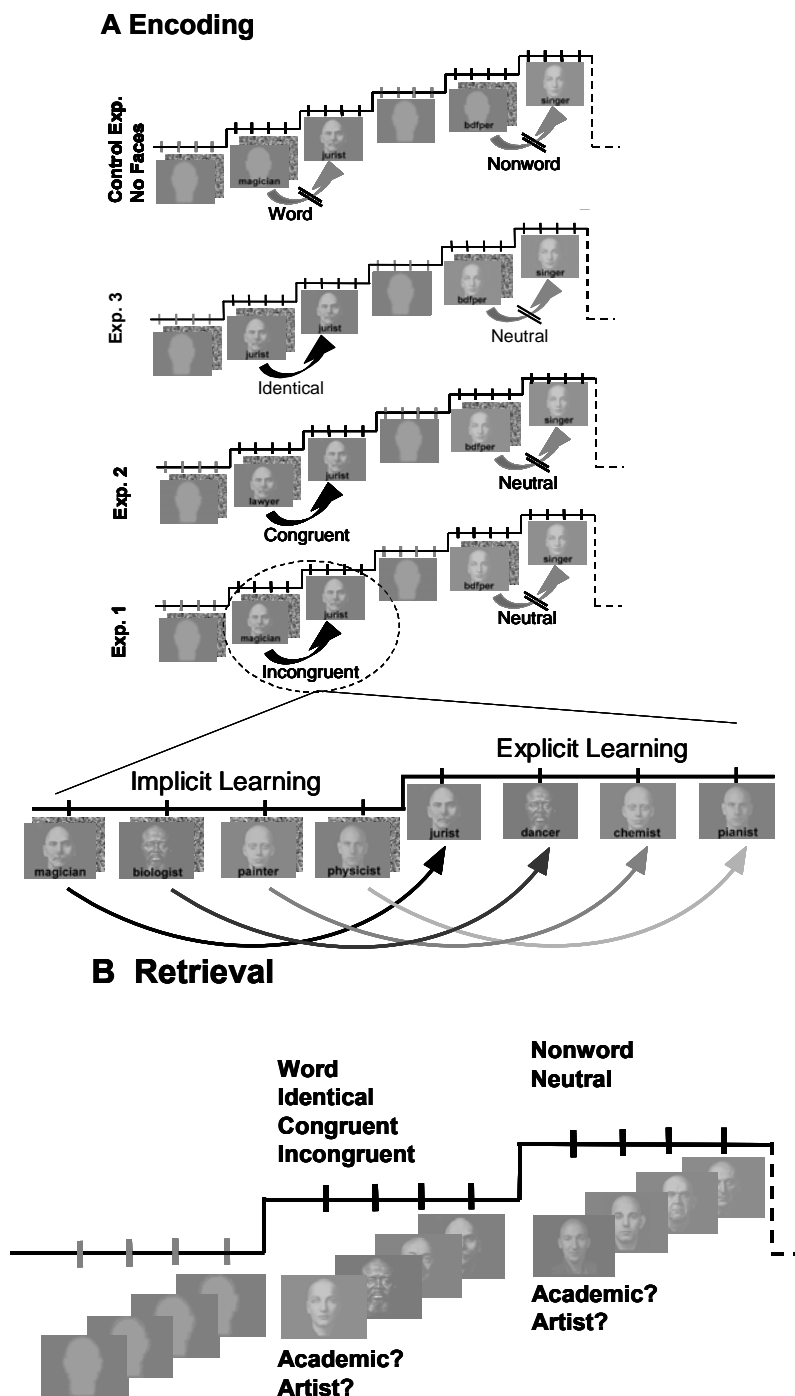 A Encoding
Control Exp.
No Faces
magician
jurist
bdfper
singer
Word
Nonword
Exp. 3
jurist
jurist
bdfper
singer
Identical
Neutral
Exp. 2
lawyer
jurist
bdfper
singer
Congruent
Neutral
Exp. 1
magician
jurist
bdfper
singer
Incongruent
Neutral
Implicit Learning
Explicit Learning
magician
biologist
painter
physicist
jurist
dancer
chemist
pianist
B Retrieval
Word
Identical
Congruent
Incongruent
Nonword
Neutral
Academic?
Artist?
Academic?
Artist?